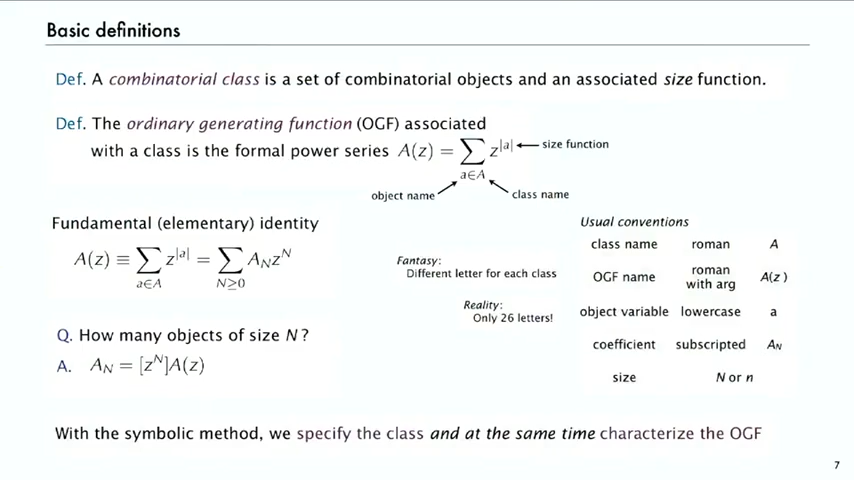 Basic definitions
Def. A combinatorial class is a set of combinatorial objects and an associated size function.
Def. The ordinary generating function (OGF) associated
with a class is the formal power series A(z) = ∑ z^|a|
a∈A
size function
object name
class name
Fundamental (elementary) identity
A(z) ≡ ∑ z^|a| = ∑ A_N z^N
a∈A N≥0
Q. How many objects of size N ?
A. A_N = [z^N]A(z)
Fantasy:
Different letter for each class
Reality:
Only 26 letters!
Usual conventions
class name roman A
OGF name roman with arg A(z)
object variable lowercase a
coefficient subscripted A_N
size N or n
With the symbolic method, we specify the class and at the same time characterize the OGF
7